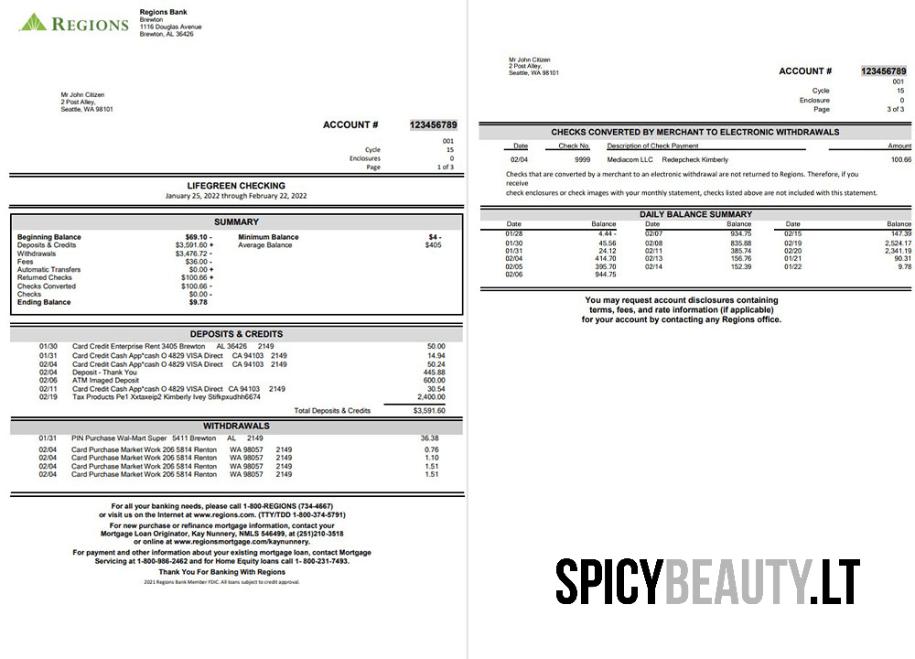 REGIONS
Regions Bank
Brewton
1116 Douglas Avenue
Brewton, AL 36426
Mr John Citizen
2 Post Alley,
Seattle, WA 98101
ACCOUNT # 123456789
001
Cycle 15
Enclosures 0
Page 1 of 3
LIFEGREEN CHECKING
January 25, 2022 through February 22, 2022
SUMMARY
Beginning Balance $69.10 - Minimum Balance $4 -
Deposits & Credits $3,591.60 + Average Balance $405
Withdrawals $3,476.72 -
Fees $36.00 -
Automatic Transfers $0.00 +
Returned Checks $100.66 +
Checks Converted $100.66 -
Checks $0.00 -
Ending Balance $9.78
DEPOSITS & CREDITS
01/30 Card Credit Enterprise Rent 3405 Brewton AL 36426 2149 50.00
01/31 Card Credit Cash App*cash O 4829 VISA Direct CA 94103 2149 14.94
02/04 Card Credit Cash App*cash O 4829 VISA Direct CA 94103 2149 50.24
02/04 Deposit - Thank You 445.88
02/06 ATM Imaged Deposit 600.00
02/11 Card Credit Cash App*cash O 4829 VISA Direct CA 94103 2149 30.54
02/19 Tax Products Pe1 Xxtaxeip2 Kimberly Ivey Stifkpxudhh6674 2,400.00
Total Deposits & Credits $3,591.60
WITHDRAWALS
01/31 PIN Purchase Wal-Mart Super 5411 Brewton AL 2149 36.38
02/04 Card Purchase Market Work 206 5814 Renton WA 98057 2149 0.76
02/04 Card Purchase Market Work 206 5814 Renton WA 98057 2149 1.10
02/04 Card Purchase Market Work 206 5814 Renton WA 98057 2149 1.51
02/04 Card Purchase Market Work 206 5814 Renton WA 98057 2149 1.51
For all your banking needs, please call 1-800-REGIONS (734-4667)
or visit us on the Internet at www.regions.com. (TTY/TDD 1-800-374-5791)
For new purchase or refinance mortgage information, contact your
Mortgage Loan Originator, Kay Nunnery, NMLS 546499, at (251)210-3518
or online at www.regionsmortgage.com/kaynunnery.
For payment and other information about your existing mortgage loan, contact Mortgage
Servicing at 1-800-986-2462 and for Home Equity loans call 1- 800-231-7493.
Thank You For Banking With Regions
2021 Regions Bank Member FDIC. All loans subject to credit approval.
Mr John Citizen
2 Post Alley,
Seattle, WA 98101
ACCOUNT # 123456789
001
Cycle 15
Enclosure 0
Page 3 of 3
CHECKS CONVERTED BY MERCHANT TO ELECTRONIC WITHDRAWALS
Date Check No. Description of Check Payment Amount
02/04 9999 Mediacom LLC Redepcheck Kimberly 100.66
Checks that are converted by a merchant to an electronic withdrawal are not returned to Regions. Therefore, if you
receive
check enclosures or check images with your monthly statement, checks listed above are not included with this statement.
DAILY BALANCE SUMMARY
Date Balance Date Balance Date Balance
01/28 4.44 - 02/07 934.75 02/15 147.39
01/30 45.56 02/08 835.88 02/19 2,524.17
01/31 24.12 02/11 385.74 02/20 2,341.19
02/04 414.70 02/13 156.76 01/21 90.31
02/05 395.70 02/14 152.39 01/22 9.78
02/06 944.75
You may request account disclosures containing
terms, fees, and rate information (if applicable)
for your account by contacting any Regions office.
SPICYBEAUTY.LT